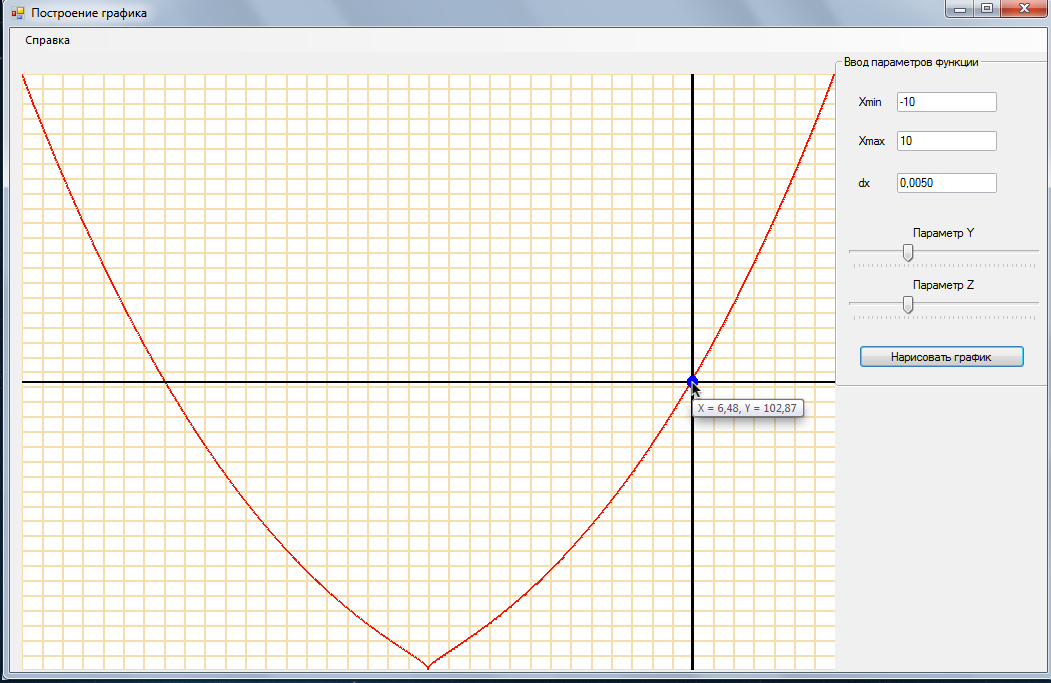 Построение графика
Справка
Ввод параметров функции
Xmin -10
Xmax 10
dx 0,0050
Параметр Y
Параметр Z
Нарисовать график
X = 6,48, Y = 102,87